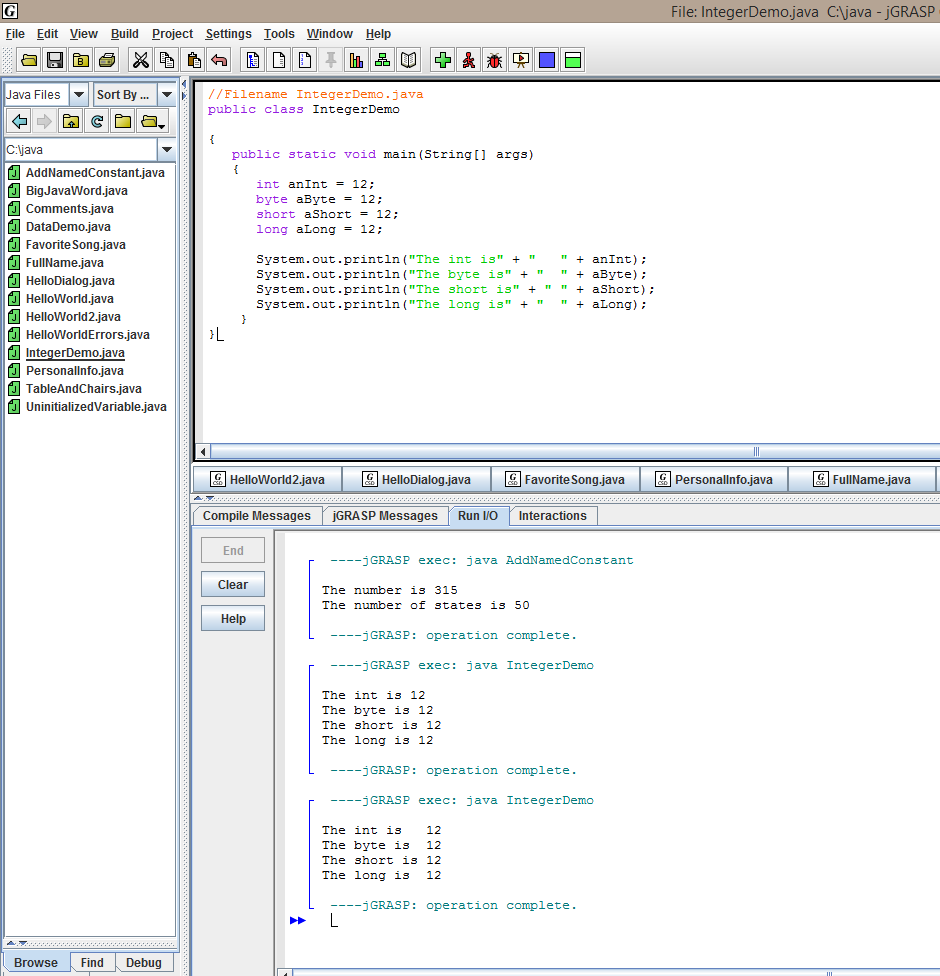 G File: IntegerDemo.java C:\java - jGRASP
File Edit View Build Project Settings Tools Window Help
Java Files Sort By ...
C:\java
AddNamedConstant.java
BigJavaWord.java
Comments.java
DataDemo.java
FavoriteSong.java
FullName.java
HelloDialog.java
HelloWorld.java
HelloWorld2.java
HelloWorldErrors.java
IntegerDemo.java
PersonalInfo.java
TableAndChairs.java
UninitializedVariable.java
Browse Find Debug
//Filename IntegerDemo.java
public class IntegerDemo
{
   public static void main(String[] args)
   {
      int anInt = 12;
      byte aByte = 12;
      short aShort = 12;
      long aLong = 12;
      System.out.println("The int is" + "   " + anInt);
      System.out.println("The byte is" + "  " + aByte);
      System.out.println("The short is" + " " + aShort);
      System.out.println("The long is" + "  " + aLong);
    }
}
HelloWorld2.java HelloDialog.java FavoriteSong.java PersonalInfo.java FullName.java
Compile Messages jGRASP Messages Run I/O Interactions
End
Clear
Help
 ----jGRASP exec: java AddNamedConstant
The number is 315
The number of states is 50
 ----jGRASP: operation complete.
 ----jGRASP exec: java IntegerDemo
The int is 12
The byte is 12
The short is 12
The long is 12
 ----jGRASP: operation complete.
 ----jGRASP exec: java IntegerDemo
The int is   12
The byte is  12
The short is 12
The long is  12
 ----jGRASP: operation complete.